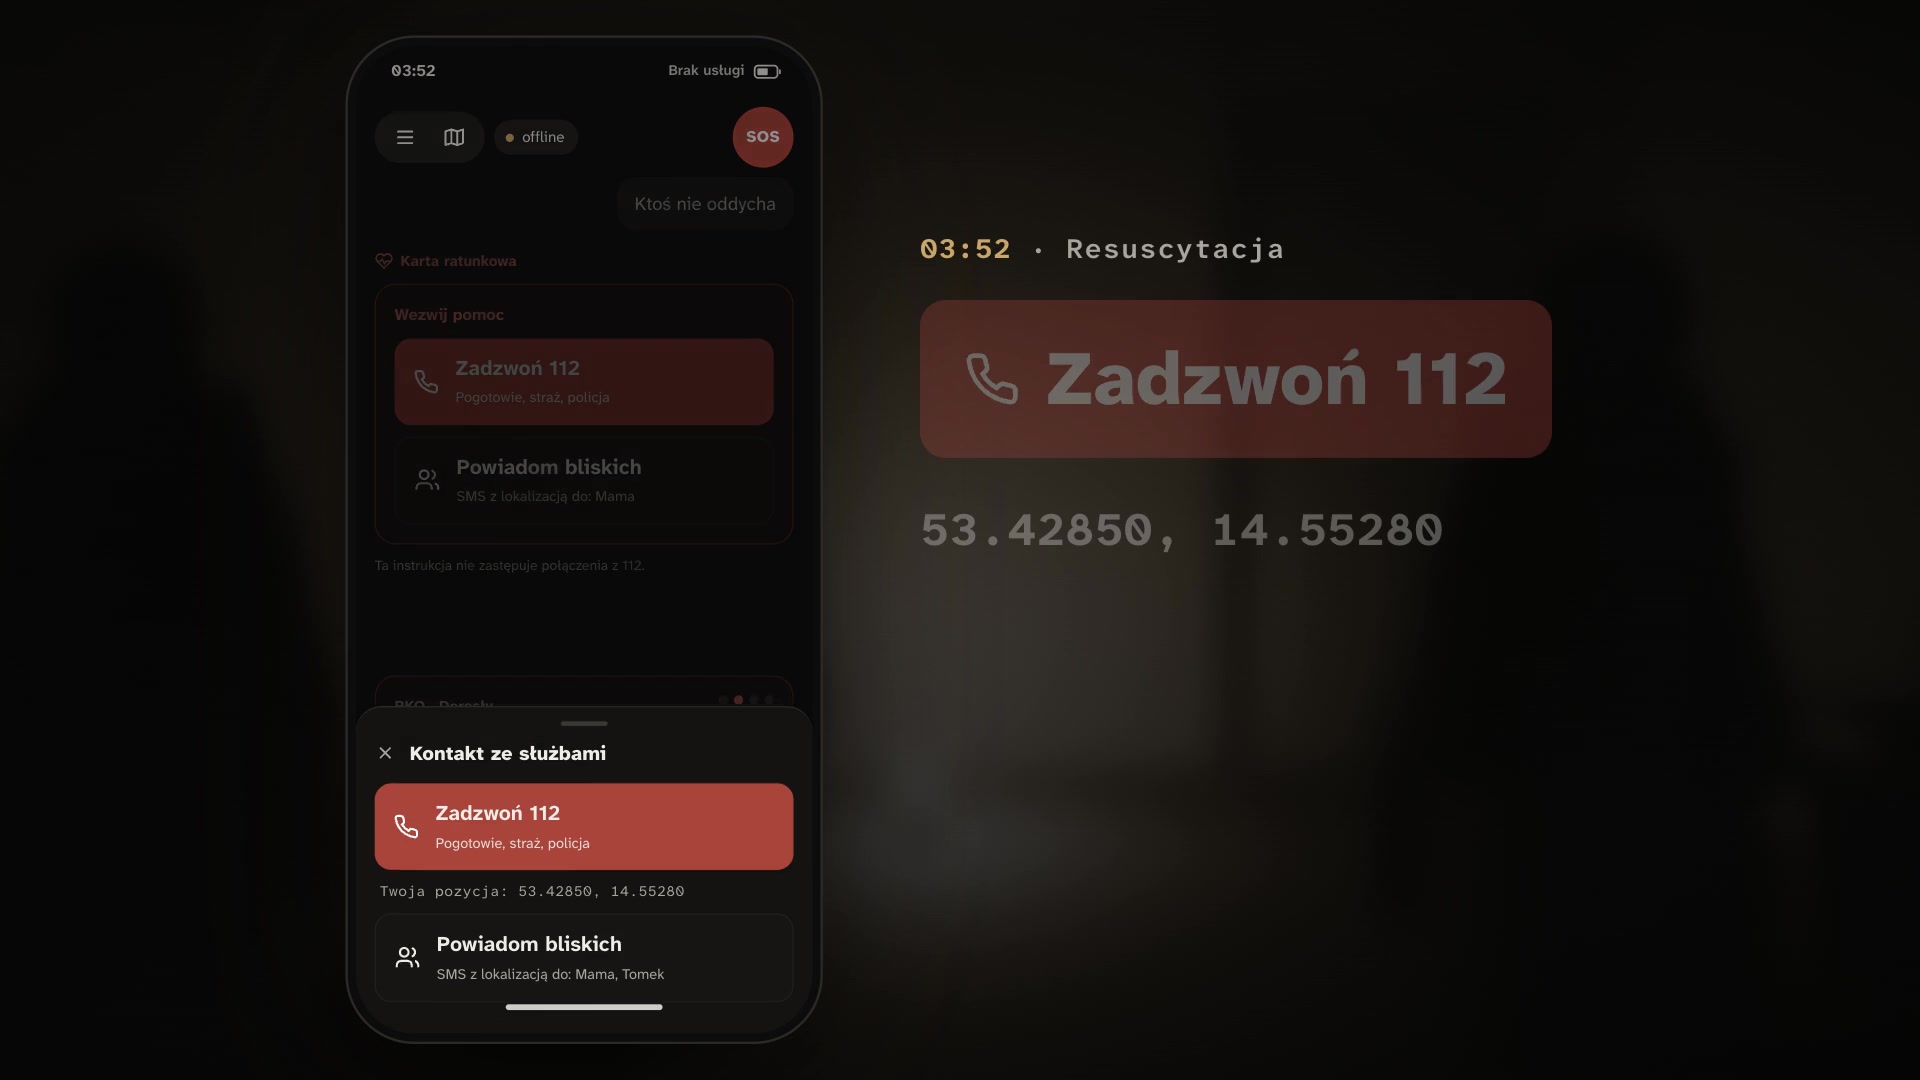 03:52
Brak usługi
offline
SOS
Ktoś nie oddycha
Karta ratunkowa
Wezwij pomoc
Zadzwoń 112
Pogotowie, straż, policja
Powiadom bliskich
SMS z lokalizacją do: Mama
Ta instrukcja nie zastępuje połączenia z 112.
RKO · Dorosły
Kontakt ze służbami
Zadzwoń 112
Pogotowie, straż, policja
Twoja pozycja: 53.42850, 14.55280
Powiadom bliskich
SMS z lokalizacją do: Mama, Tomek
03:52 · Resuscytacja
Zadzwoń 112
53.42850, 14.55280